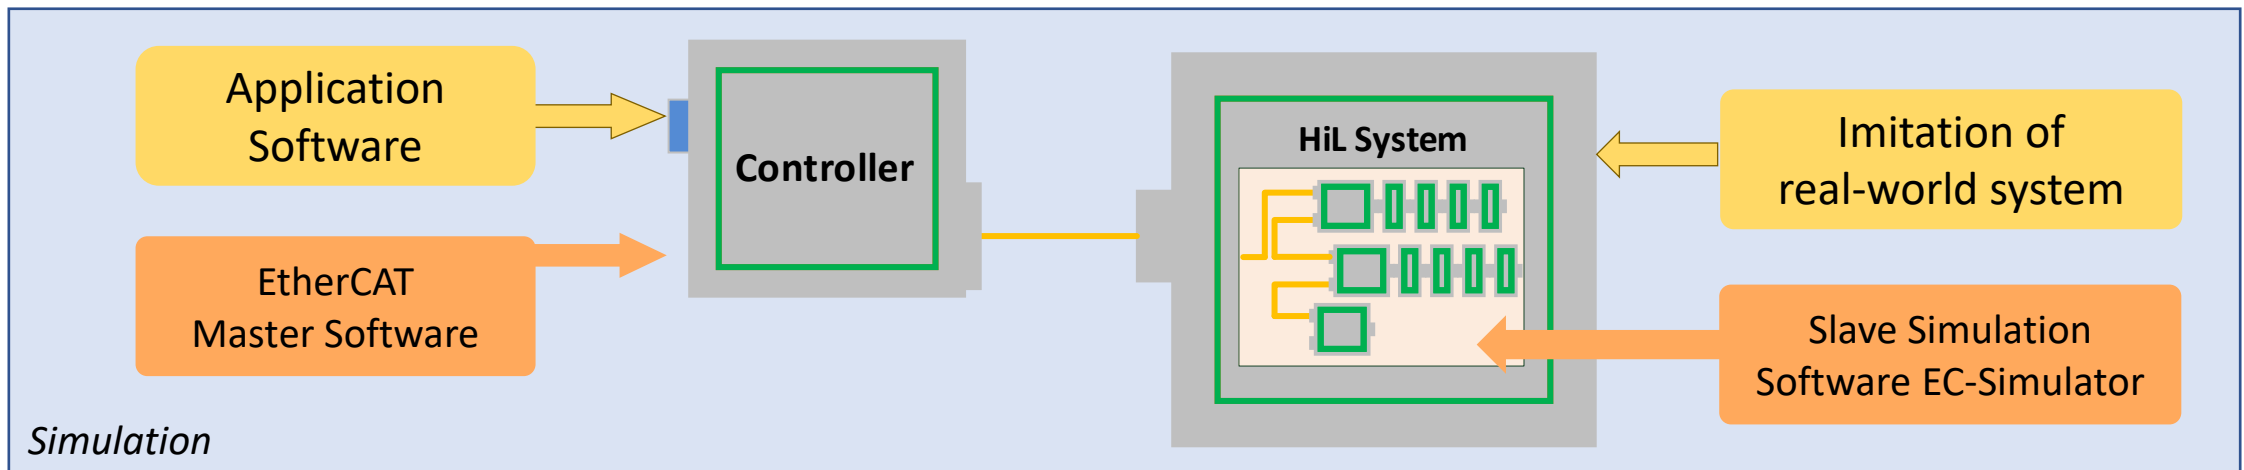 Application
Software
EtherCAT
Master Software
Controller
HiL System
Imitation of
real-world system
Slave Simulation
Software EC-Simulator
Simulation